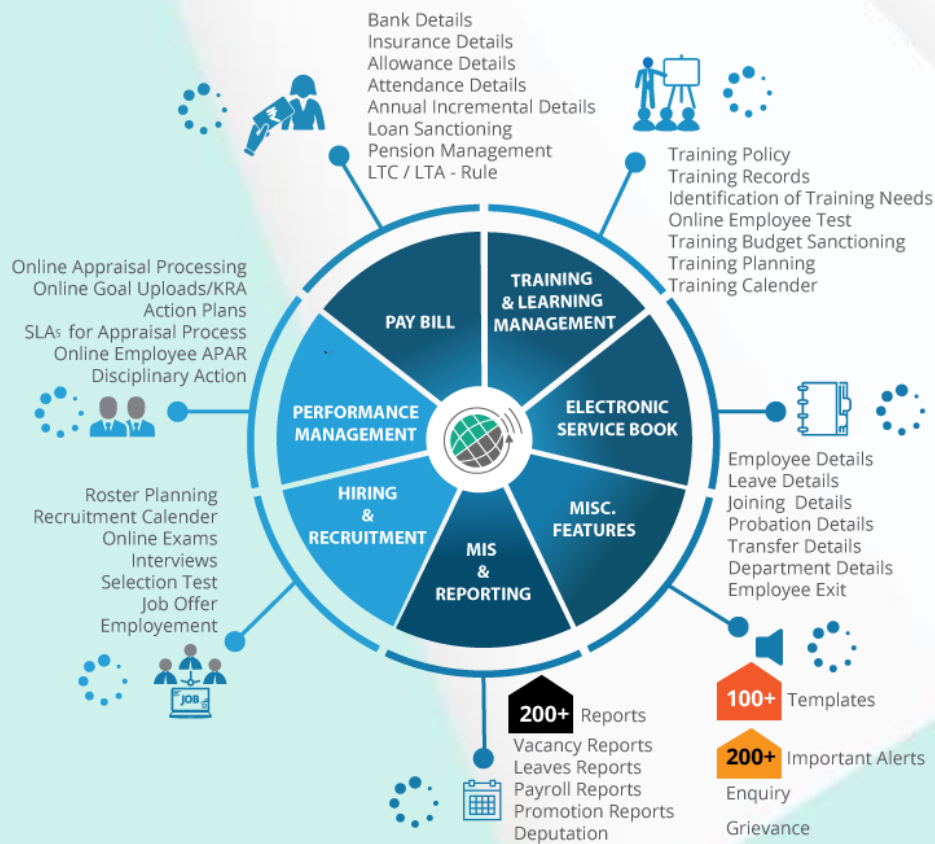 Bank Details
Insurance Details
Allowance Details
Attendance Details
Annual Incremental Details
Loan Sanctioning
Pension Management
LTC / LTA - Rule
Training Policy
Training Records
Identification of Training Needs
Online Employee Test
Training Budget Sanctioning
Training Planning
Training Calender
Online Appraisal Processing
Online Goal Uploads/KRA
Action Plans
SLAs for Appraisal Process
Online Employee APAR
Disciplinary Action
PAY BILL
TRAINING
& LEARNING
MANAGEMENT
PERFORMANCE
MANAGEMENT
ELECTRONIC
SERVICE BOOK
HIRING
&
RECRUITMENT
MIS
&
REPORTING
MISC.
FEATURES
Employee Details
Leave Details
Joining Details
Probation Details
Transfer Details
Department Details
Employee Exit
Roster Planning
Recruitment Calender
Online Exams
Interviews
Selection Test
Job Offer
Employement
JOB
200+ Reports
Vacancy Reports
Leaves Reports
Payroll Reports
Promotion Reports
Deputation
100+ Templates
200+ Important Alerts
Enquiry
Grievance